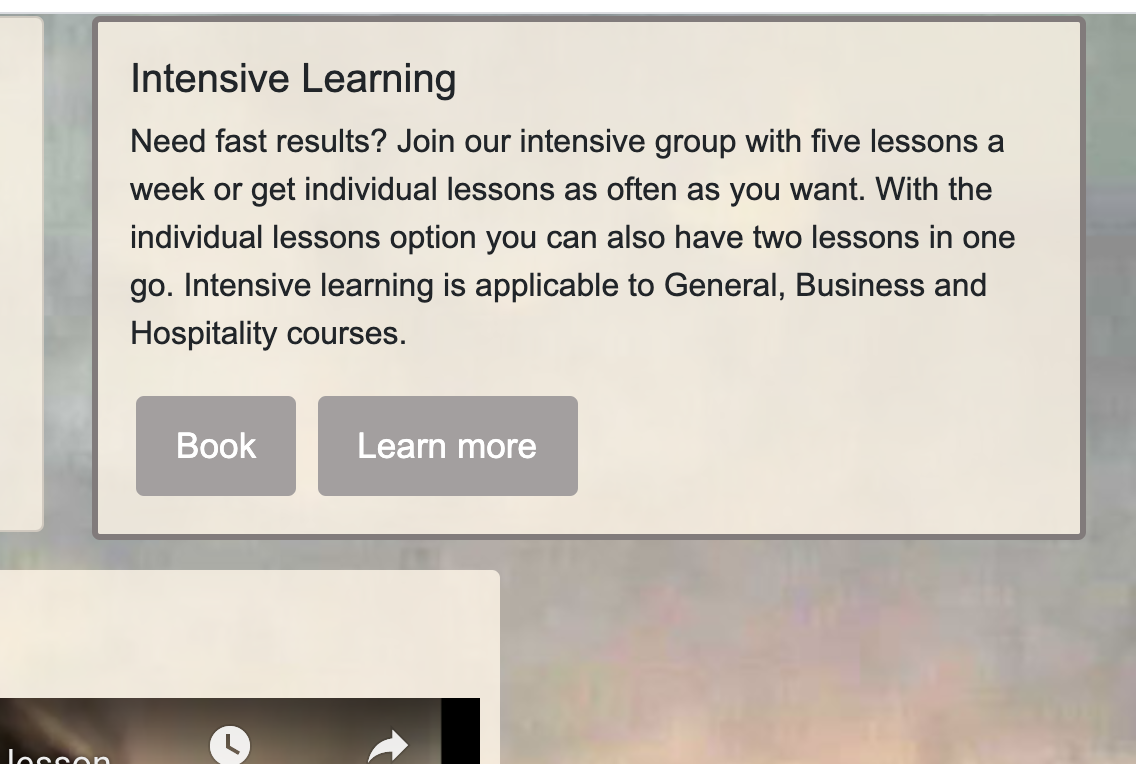 Intensive Learning
Need fast results? Join our intensive group with five lessons a
week or get individual lessons as often as you want. With the
individual lessons option you can also have two lessons in one
go. Intensive learning is applicable to General, Business and
Hospitality courses.
Book Learn more
lesson